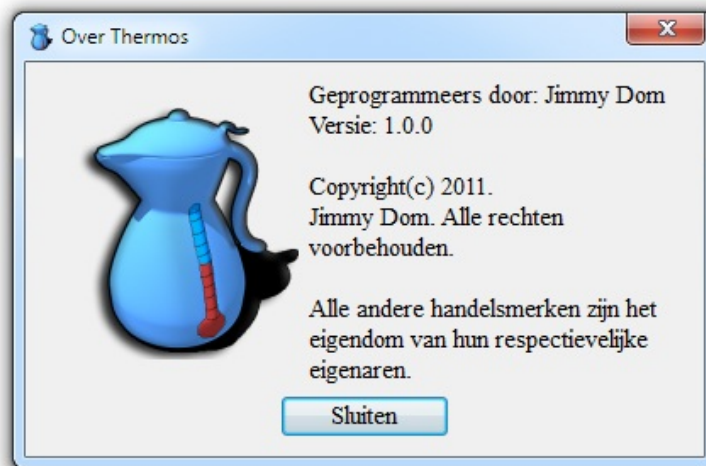 Over Thermos
Geprogrammeers door: Jimmy Dom
Versie: 1.0.0
Copyright(c) 2011.
Jimmy Dom. Alle rechten
voorbehouden.
Alle andere handelsmerken zijn het
eigendom van hun respectievelijke
eigenaren.
Sluiten